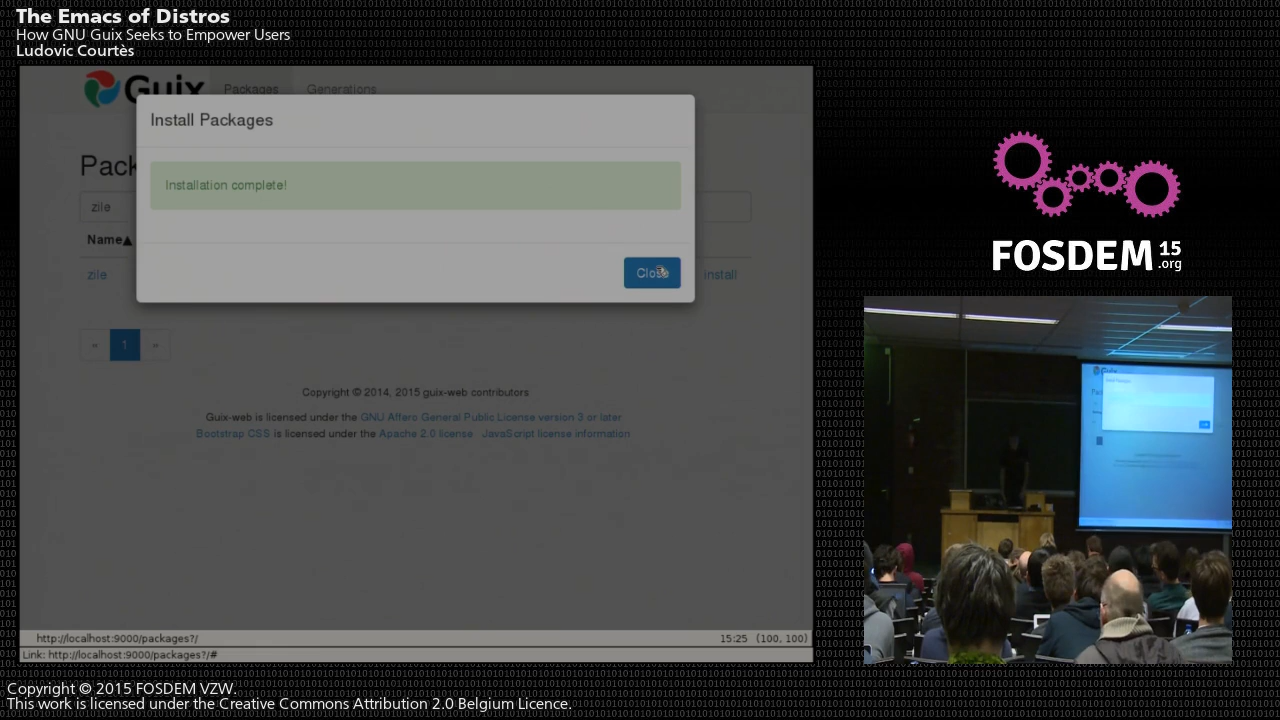 The Emacs of Distros
How GNU Guix Seeks to Empower Users
Ludovic Courtès
Guix Packages Generations
Install Packages
Installation complete!
Close
zile
Name▲
zile install
« 1 »
Copyright © 2014, 2015 guix-web contributors
Guix-web is licensed under the GNU Affero General Public License version 3 or later
Bootstrap CSS is licensed under the Apache 2.0 license JavaScript license information
http://localhost:9000/packages?/ 15:25 (100, 100)
Link: http://localhost:9000/packages?/#
FOSDEM 15
.org
Copyright © 2015 FOSDEM VZW.
This work is licensed under the Creative Commons Attribution 2.0 Belgium Licence.